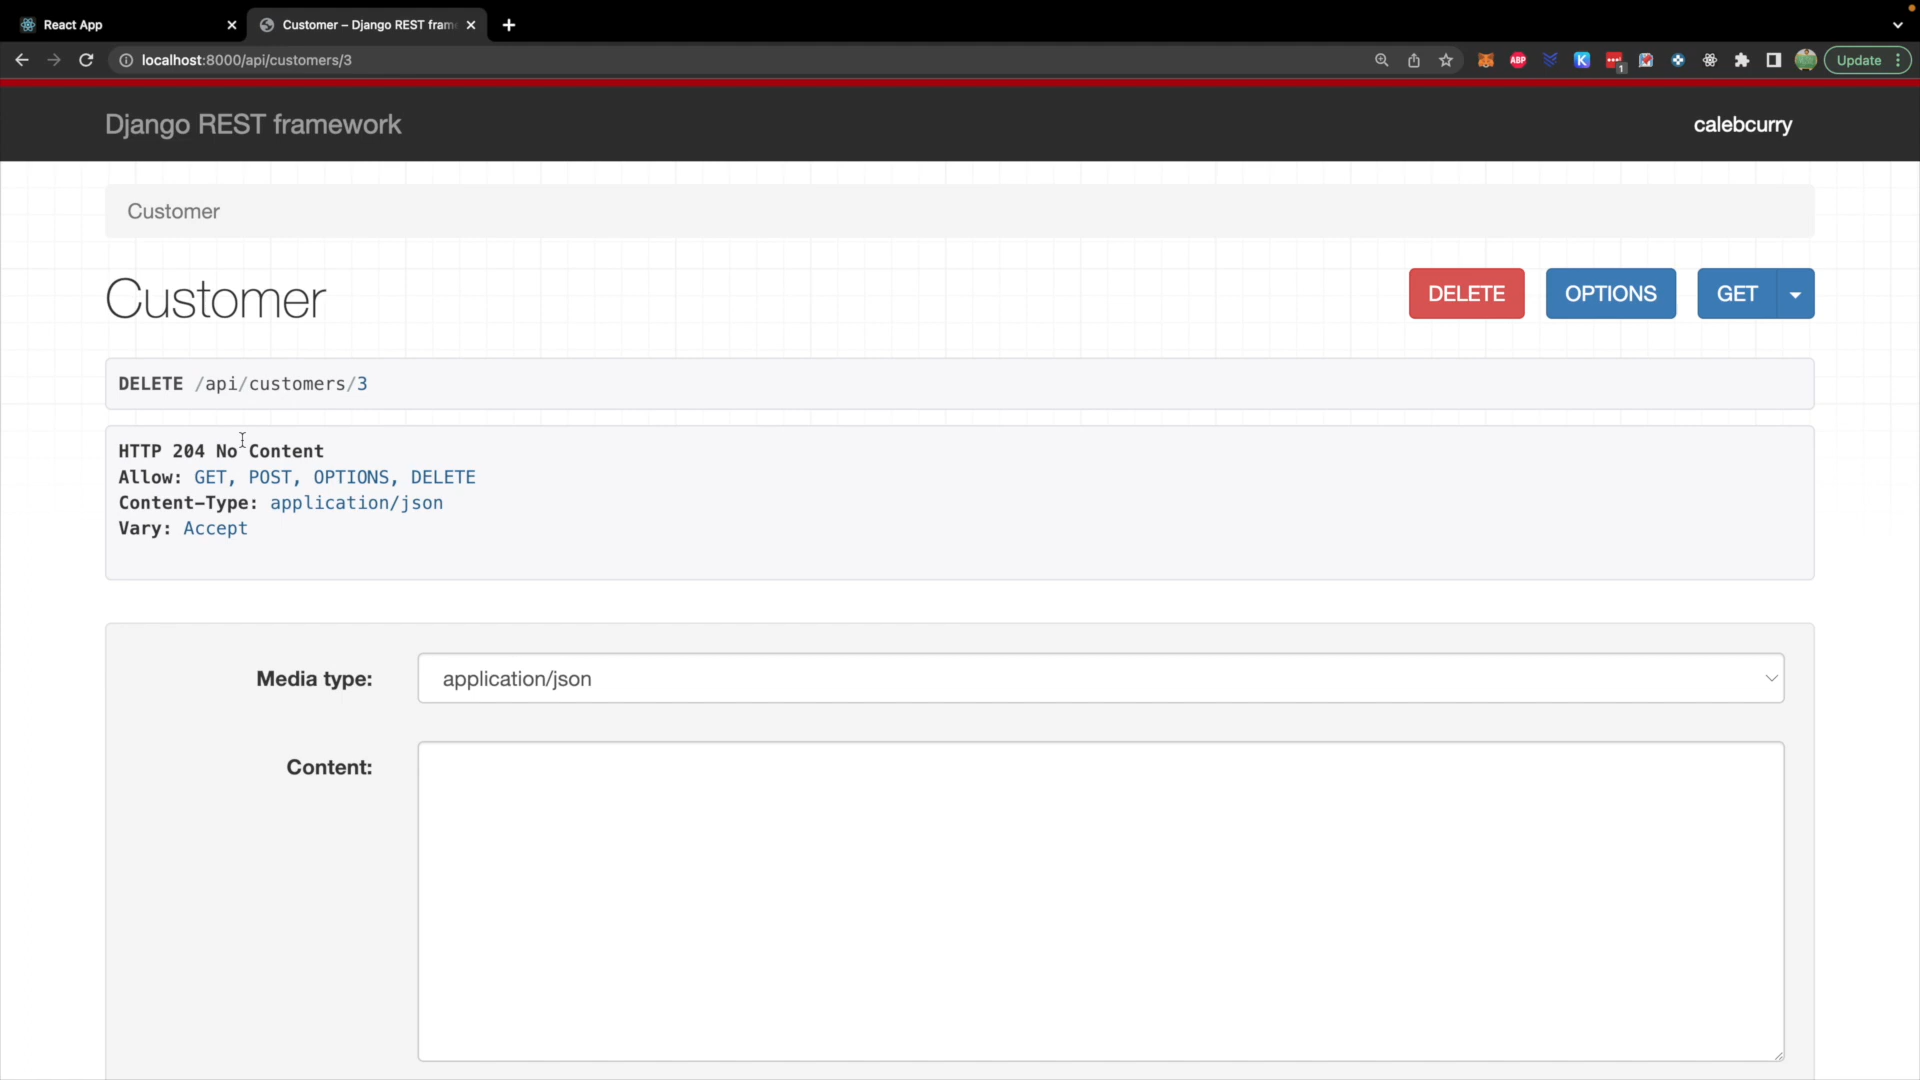 React App
Customer – Django REST fram
localhost:8000/api/customers/3
ABP
K
1
Update
Django REST framework
calebcurry
Customer
Customer
DELETE
OPTIONS
GET
DELETE /api/customers/3
HTTP 204 No Content
Allow: GET, POST, OPTIONS, DELETE
Content-Type: application/json
Vary: Accept
Media type:
application/json
Content: